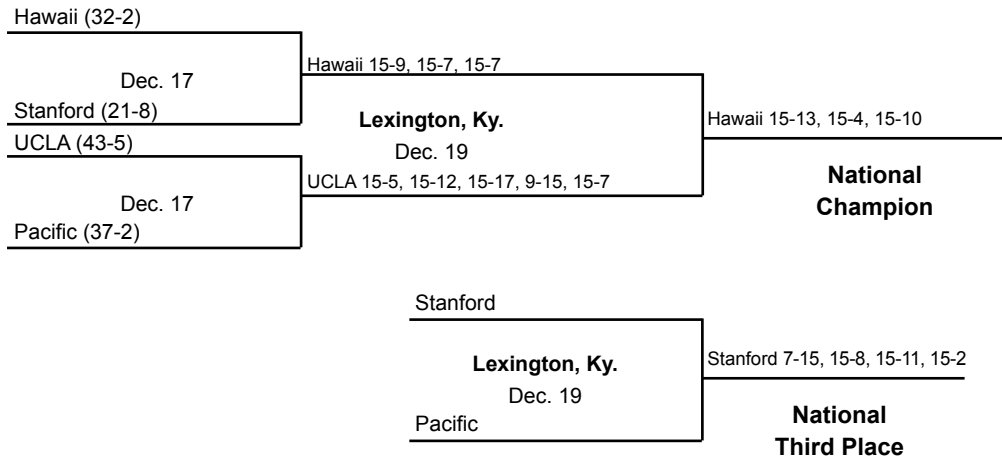 Hawaii (32-2)
Dec. 17
Stanford (21-8)
UCLA (43-5)
Dec. 17
Pacific (37-2)
Hawaii 15-9, 15-7, 15-7
Lexington, Ky.
Dec. 19
UCLA 15-5, 15-12, 15-17, 9-15, 15-7
Hawaii 15-13, 15-4, 15-10
National
Champion
Stanford
Lexington, Ky.
Dec. 19
Pacific
Stanford 7-15, 15-8, 15-11, 15-2
National
Third Place